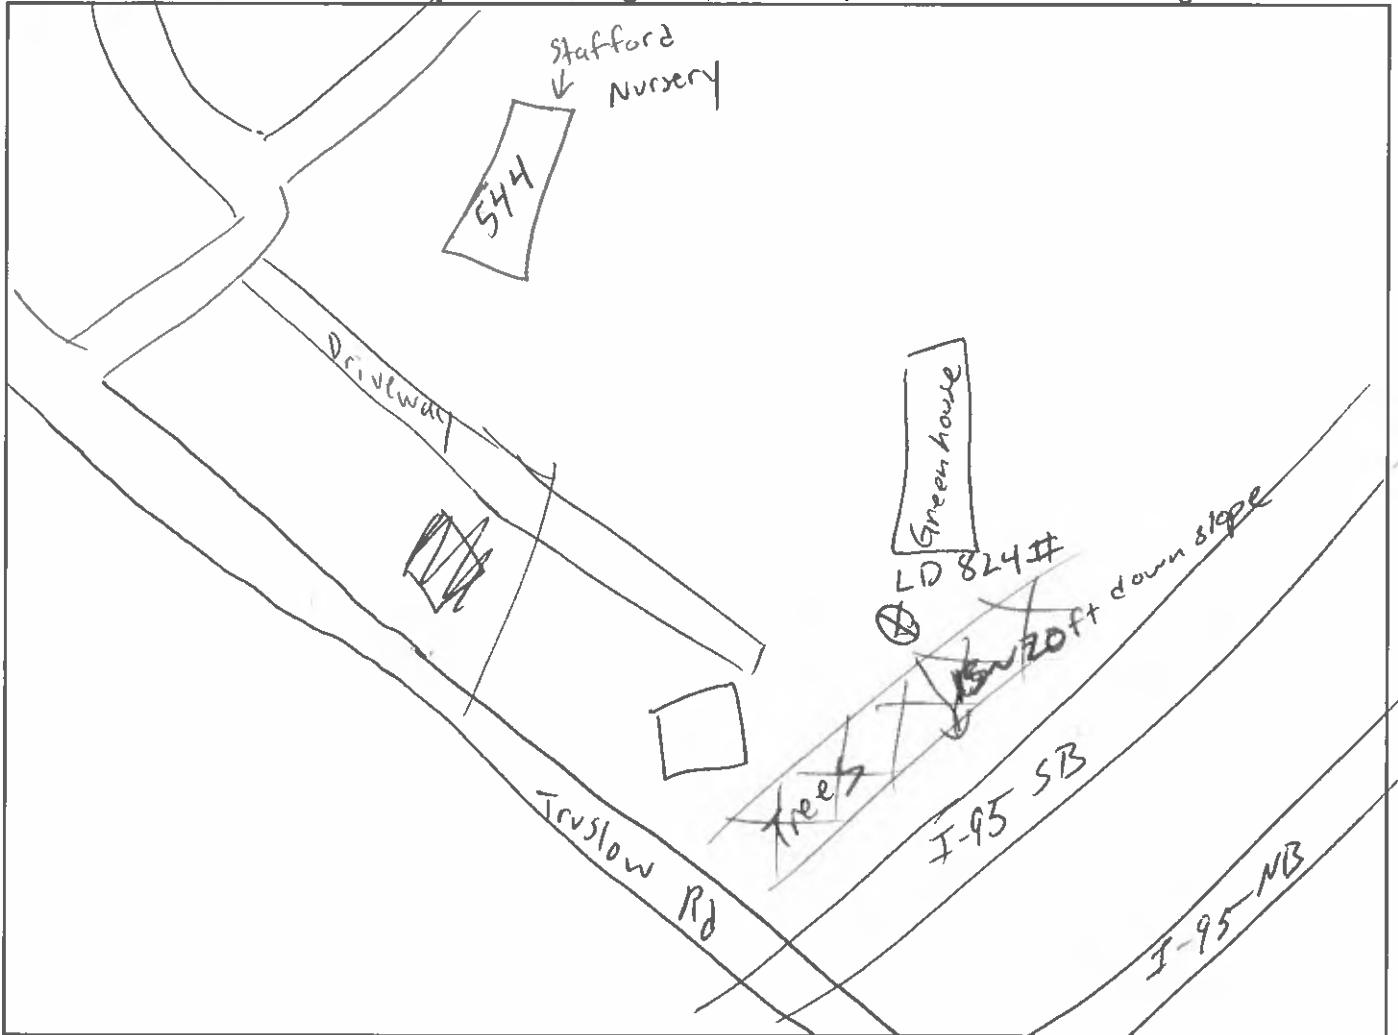 Stafford
Nursery
544
Driveway
Greenhouse
LD 824#
20ft down slope
Trees
I-95 SB
Truslow Rd
I-95 NB